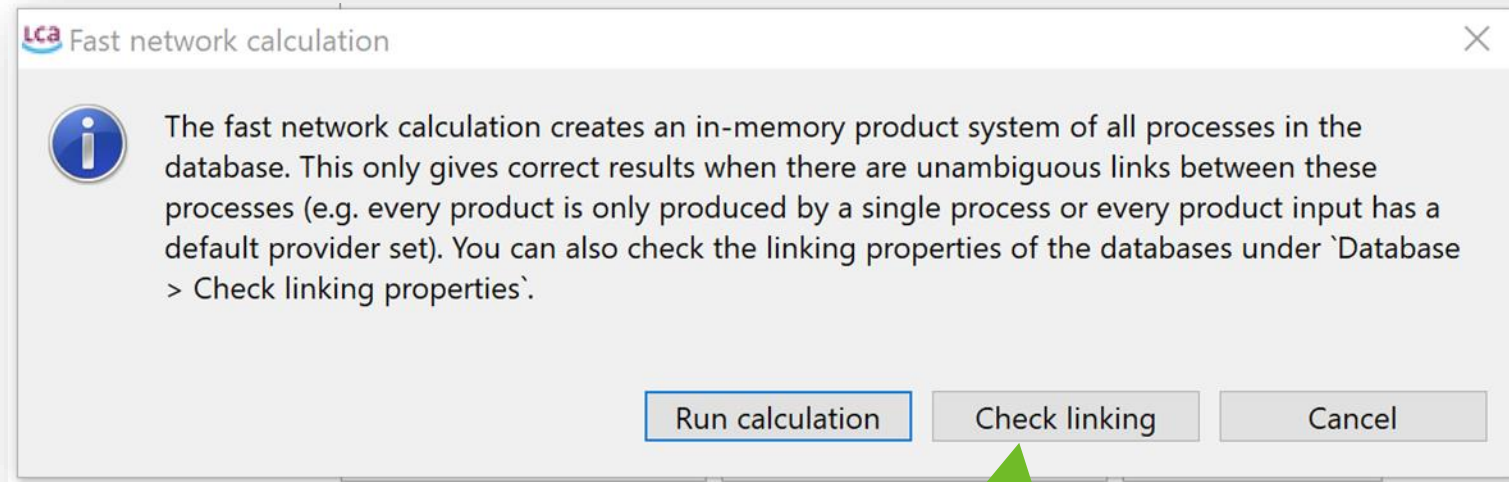 LCA Fast network calculation
The fast network calculation creates an in-memory product system of all processes in the
database. This only gives correct results when there are unambiguous links between these
processes (e.g. every product is only produced by a single process or every product input has a
default provider set). You can also check the linking properties of the databases under `Database
> Check linking properties`.
Run calculation Check linking Cancel